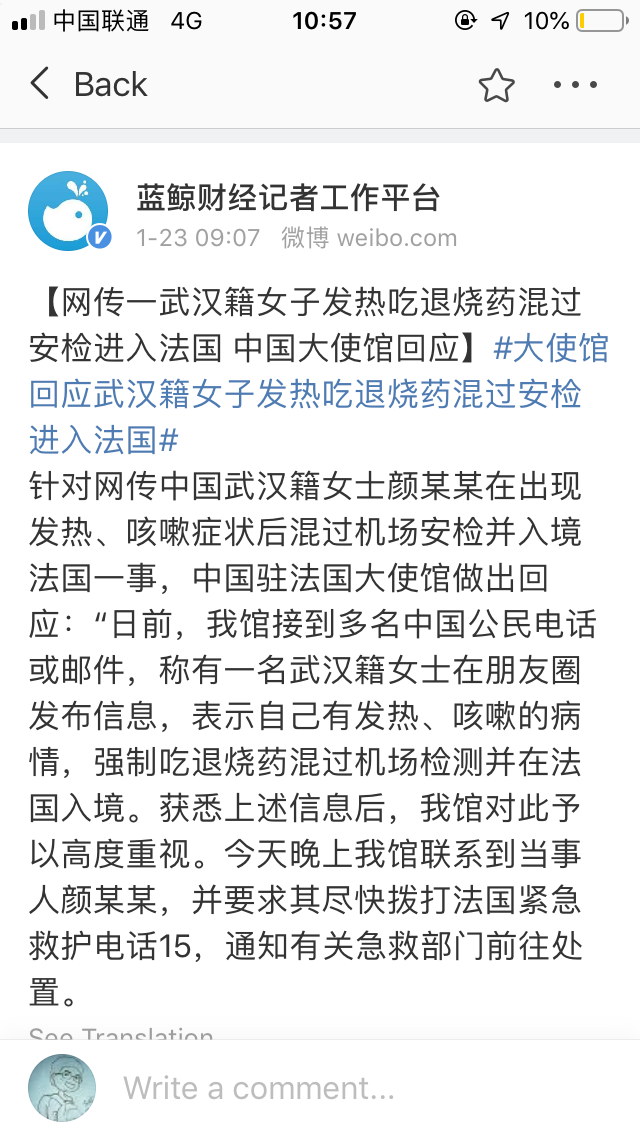 中国联通 4G 10:57 10%
Back
蓝鲸财经记者工作平台
1-23 09:07 微博 weibo.com
【网传一武汉籍女子发热吃退烧药混过
安检进入法国 中国大使馆回应】#大使馆
回应武汉籍女子发热吃退烧药混过安检
进入法国#
针对网传中国武汉籍女士颜某某在出现
发热、咳嗽症状后混过机场安检并入境
法国一事，中国驻法国大使馆做出回
应：“日前，我馆接到多名中国公民电话
或邮件，称有一名武汉籍女士在朋友圈
发布信息，表示自己有发热、咳嗽的病
情，强制吃退烧药混过机场检测并在法
国入境。获悉上述信息后，我馆对此予
以高度重视。今天晚上我馆联系到当事
人颜某某，并要求其尽快拨打法国紧急
救护电话15，通知有关急救部门前往处
置。
See Translation
Write a comment...